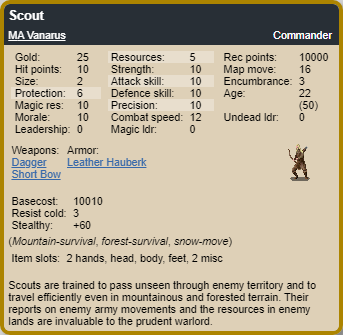 Scout
MA Vanarus Commander
Gold: 25 Resources: 5 Rec points: 10000
Hit points: 10 Strength: 10 Map move: 16
Size: 2 Attack skill: 10 Encumbrance: 3
Protection: 6 Defence skill: 10 Age: 22
Magic res: 10 Precision: 10 (50)
Morale: 10 Combat speed: 12 Undead ldr: 0
Leadership: 0 Magic ldr: 0
Weapons: Armor:
Dagger Leather Hauberk
Short Bow
Basecost: 10010
Resist cold: 3
Stealthy: +60
(Mountain-survival, forest-survival, snow-move)
Item slots: 2 hands, head, body, feet, 2 misc
Scouts are trained to pass unseen through enemy territory and to
travel efficiently even in mountainous and forested terrain. Their
reports on enemy army movements and the resources in enemy
lands are invaluable to the prudent warlord.